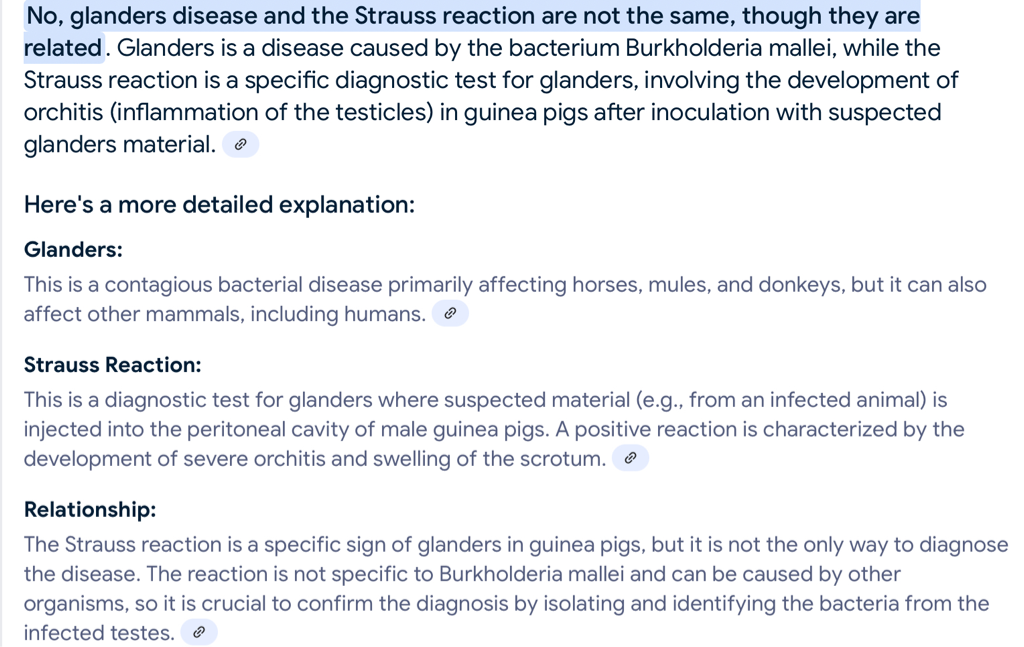 No, glanders disease and the Strauss reaction are not the same, though they are
related. Glanders is a disease caused by the bacterium Burkholderia mallei, while the
Strauss reaction is a specific diagnostic test for glanders, involving the development of
orchitis (inflammation of the testicles) in guinea pigs after inoculation with suspected
glanders material.
Here's a more detailed explanation:
Glanders:
This is a contagious bacterial disease primarily affecting horses, mules, and donkeys, but it can also
affect other mammals, including humans.
Strauss Reaction:
This is a diagnostic test for glanders where suspected material (e.g., from an infected animal) is
injected into the peritoneal cavity of male guinea pigs. A positive reaction is characterized by the
development of severe orchitis and swelling of the scrotum.
Relationship:
The Strauss reaction is a specific sign of glanders in guinea pigs, but it is not the only way to diagnose
the disease. The reaction is not specific to Burkholderia mallei and can be caused by other
organisms, so it is crucial to confirm the diagnosis by isolating and identifying the bacteria from the
infected testes.